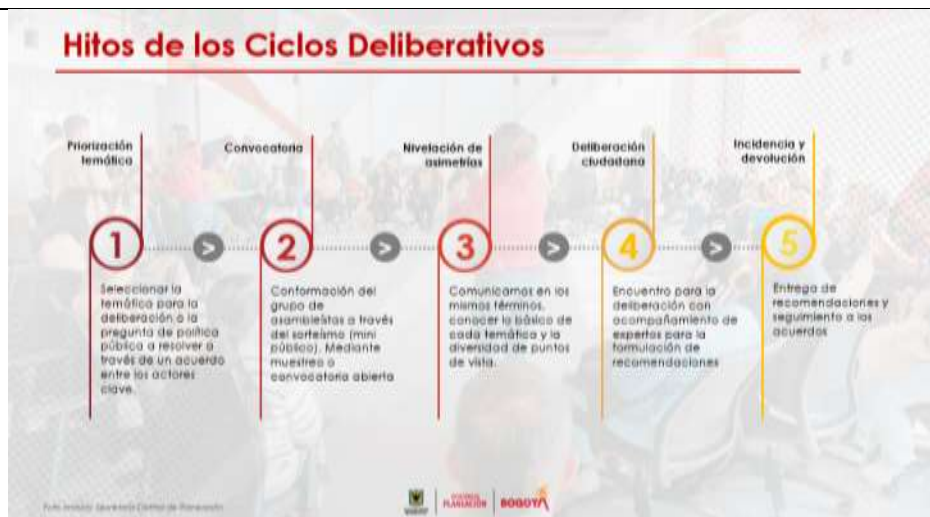 Hitos de los Ciclos Deliberativos
Priorización
temática
Convocatoria
Nivelación de
asimetrías
Deliberación
ciudadana
Incidencia y
devolución
1
>
2
>
3
>
4
>
5
Seleccionar la
temática para la
deliberación o la
pregunta de política
pública a resolver a
través de un acuerdo
entre los actores
clave.
Conformación del
grupo de
asambleístas a través
del sorteismo (mini
público). Mediante
muestreo o
convocatoria abierta
Comunicarnos en los
mismos términos,
conocer lo básico de
cada temática y la
diversidad de puntos
de vista.
Encuentro para la
deliberación con
acompañamiento de
expertos para la
formulación de
recomendaciones
Entrega de
recomendaciones y
seguimiento a los
acuerdos
PLANEACIÓN
BOGOTÁ